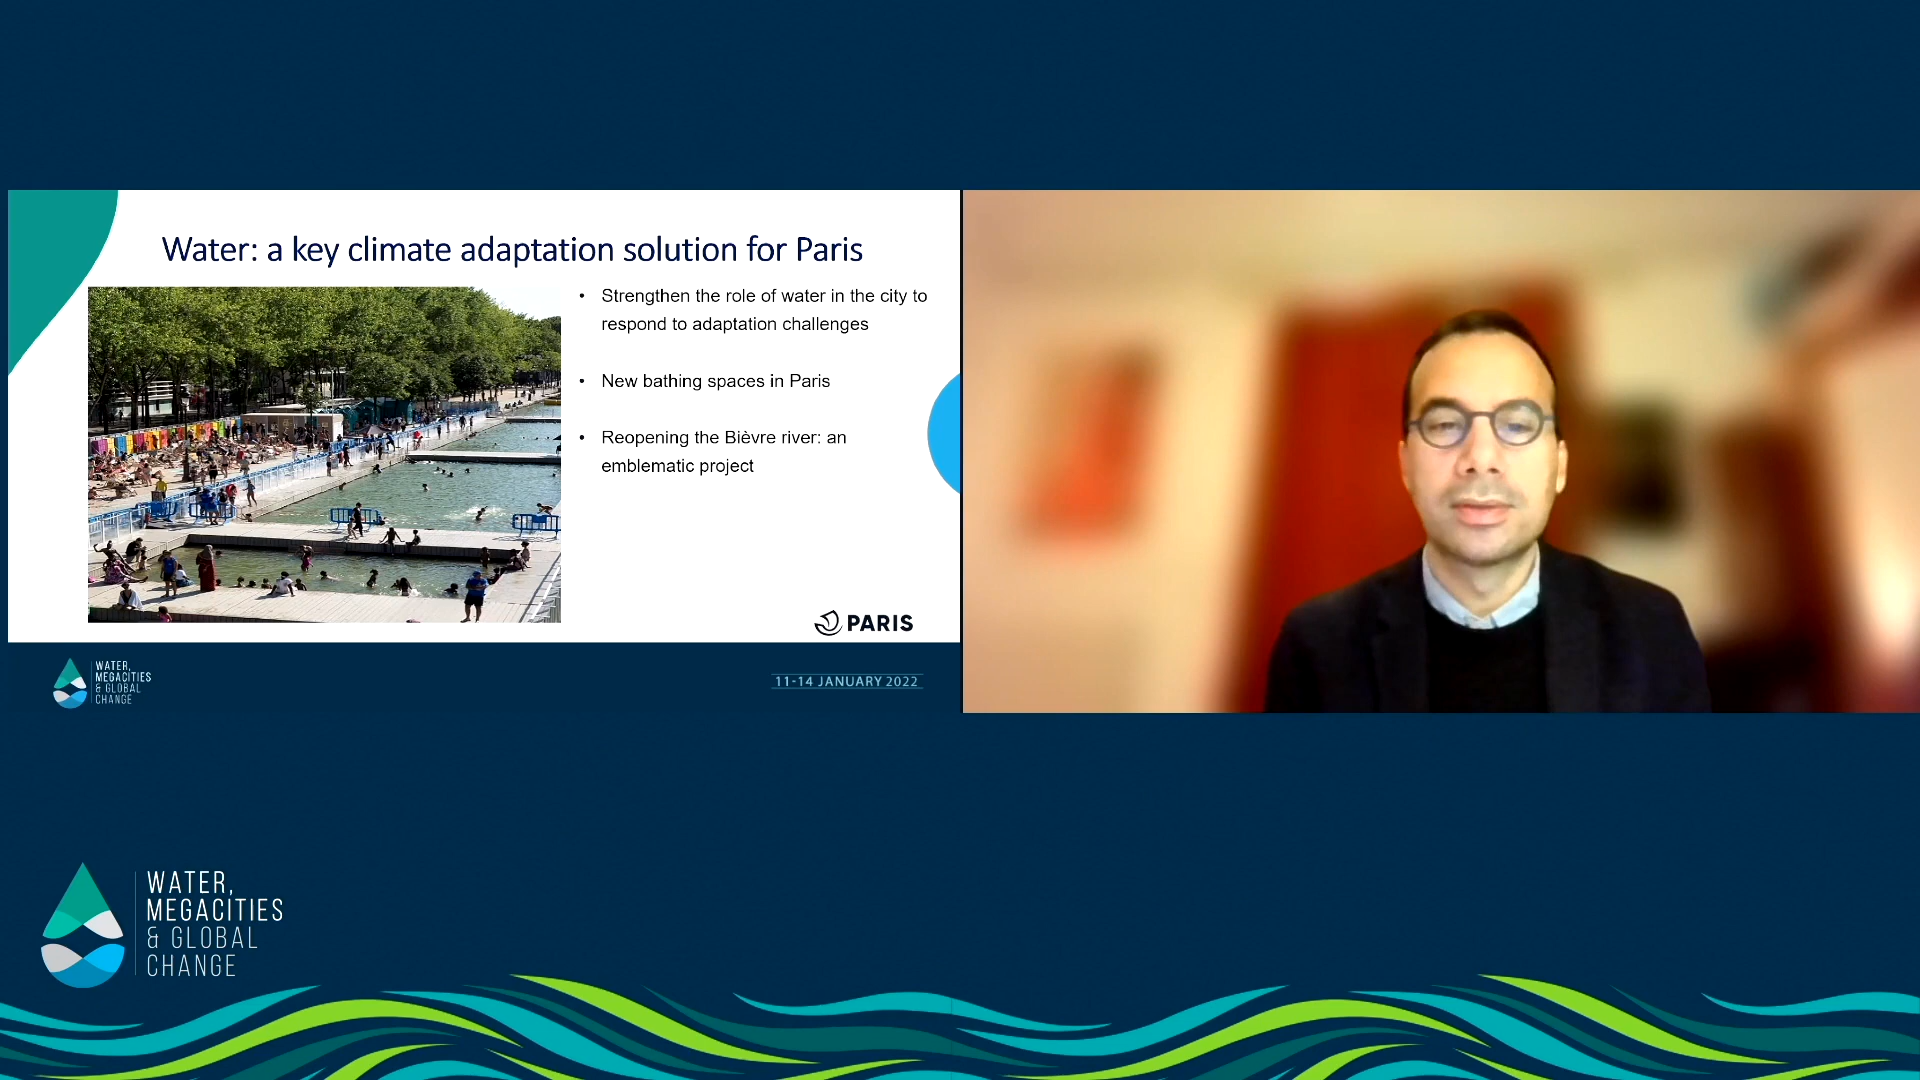 Water: a key climate adaptation solution for Paris
• Strengthen the role of water in the city to
respond to adaptation challenges
• New bathing spaces in Paris
• Reopening the Bièvre river: an
emblematic project
PARIS
WATER,
MEGACITIES
& GLOBAL
CHANGE
11-14 JANUARY 2022
WATER,
MEGACITIES
& GLOBAL
CHANGE